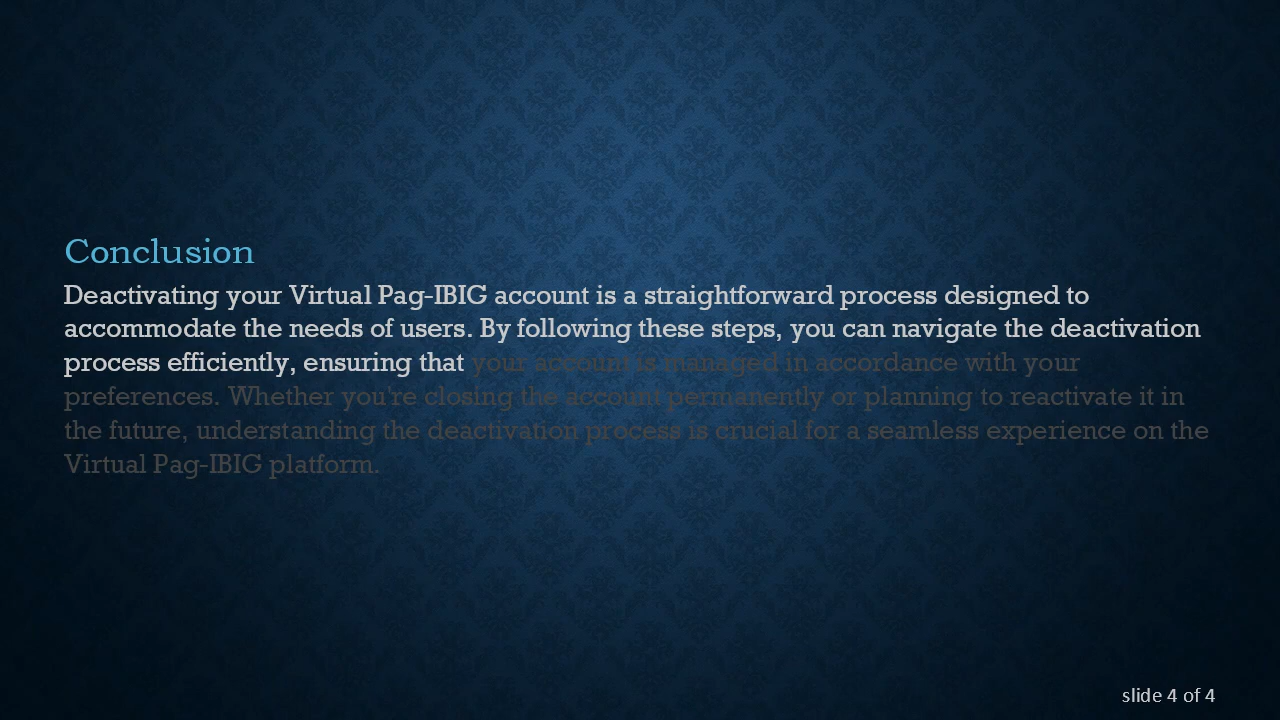 Conclusion
Deactivating your Virtual Pag-IBIG account is a straightforward process designed to
accommodate the needs of users. By following these steps, you can navigate the deactivation
process efficiently, ensuring that your account is managed in accordance with your
preferences. Whether you're closing the account permanently or planning to reactivate it in
the future, understanding the deactivation process is crucial for a seamless experience on the
Virtual Pag-IBIG platform.
slide 4 of 4